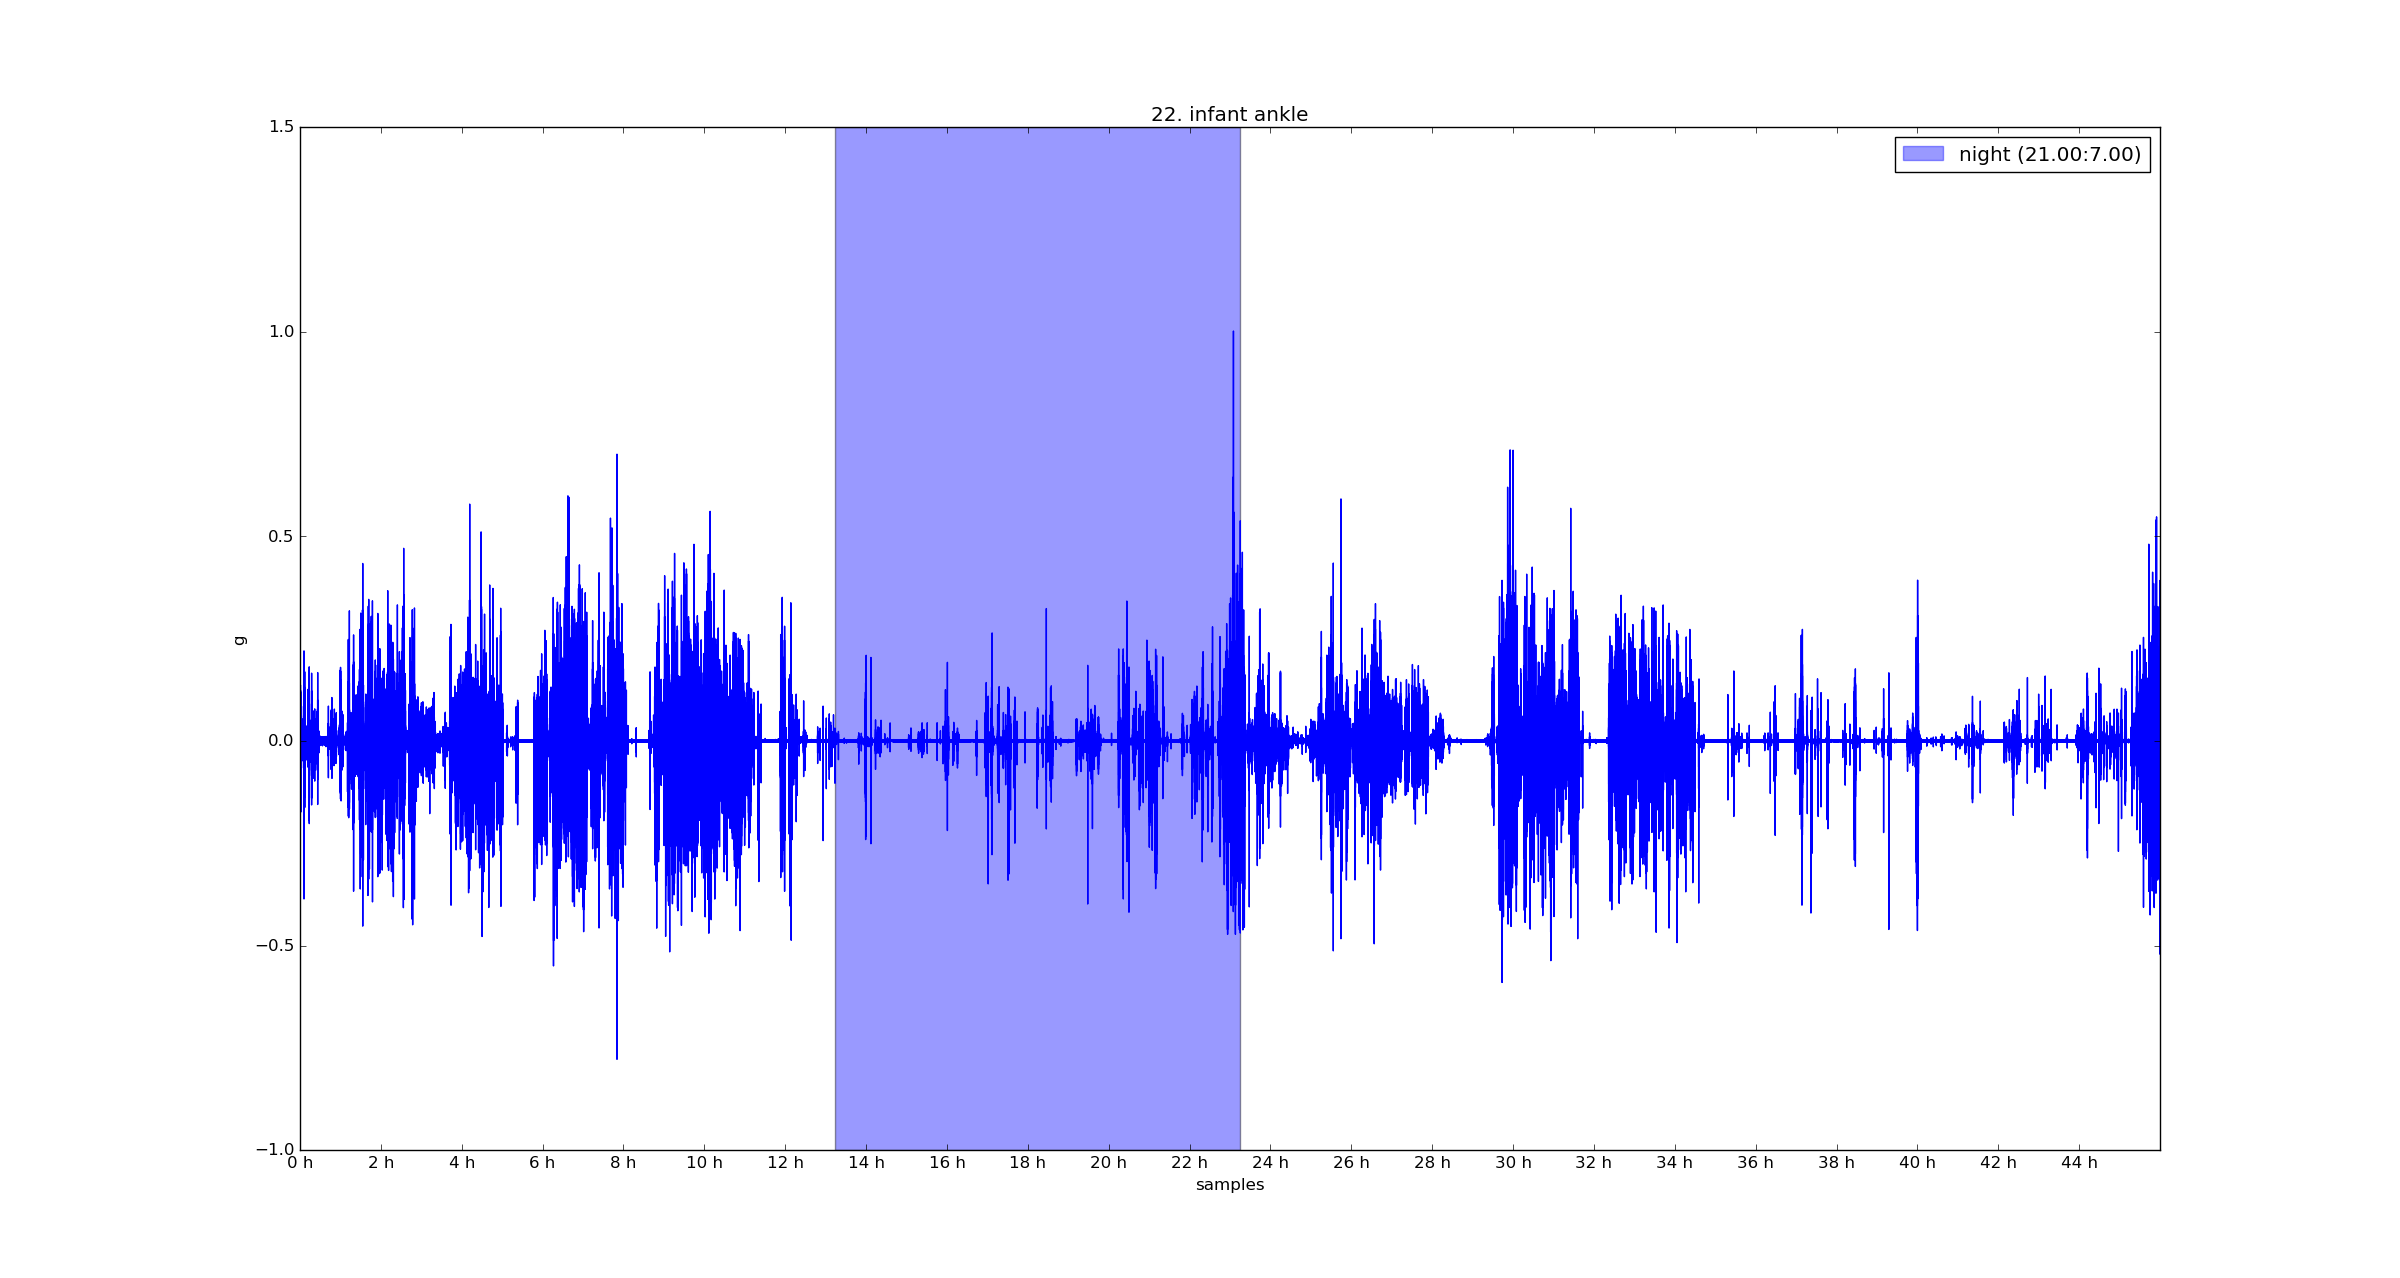 22. infant ankle
1.5
night (21.00:7.00)
1.0
0.5
g
0.0
−0.5
−1.0
0 h 2 h 4 h 6 h 8 h 10 h 12 h 14 h 16 h 18 h 20 h 22 h 24 h 26 h 28 h 30 h 32 h 34 h 36 h 38 h 40 h 42 h 44 h
samples